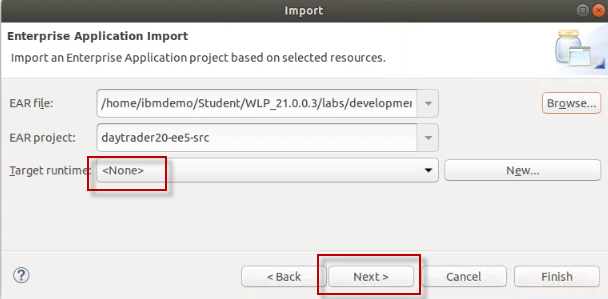 Import
Enterprise Application Import
Import an Enterprise Application project based on selected resources.
EAR file:
/home/ibmdemo/Student/WLP_21.0.0.3/labs/developmen
Browse...
EAR project:
daytrader20-ee5-src
Target runtime:
<None>
New...
?
< Back
Next >
Cancel
Finish